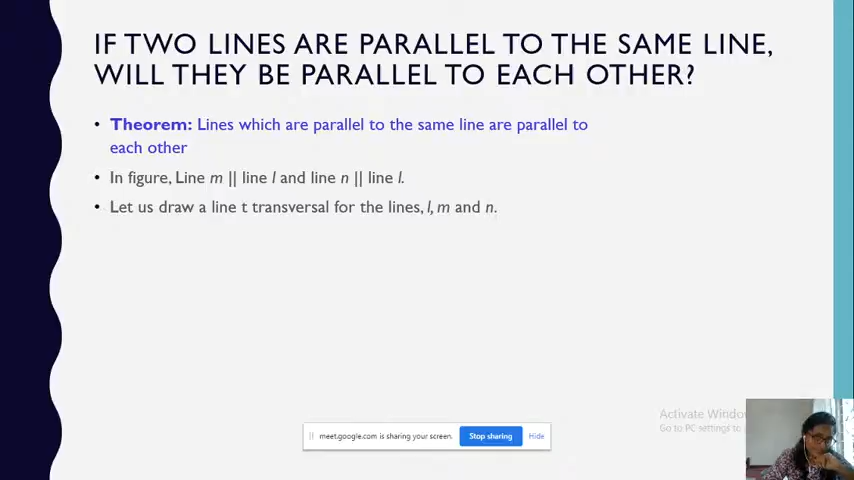 IF TWO LINES ARE PARALLEL TO THE SAME LINE,
WILL THEY BE PARALLEL TO EACH OTHER?
• Theorem: Lines which are parallel to the same line are parallel to
each other
• In figure, Line m || line l and line n || line l.
• Let us draw a line t transversal for the lines, l, m and n.
Activate Window
Go to PC settings to
meet.google.com is sharing your screen. Stop sharing Hide